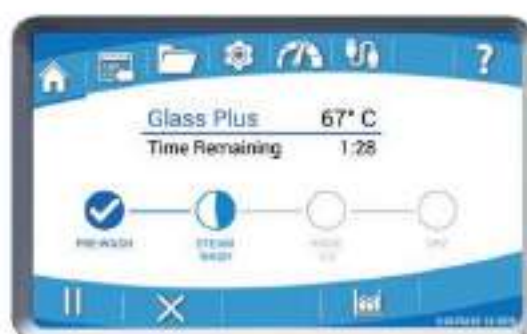 ?
Glass Plus 67° C
Time Remaining 1:28
PRE-WASH
STEAM
WASH